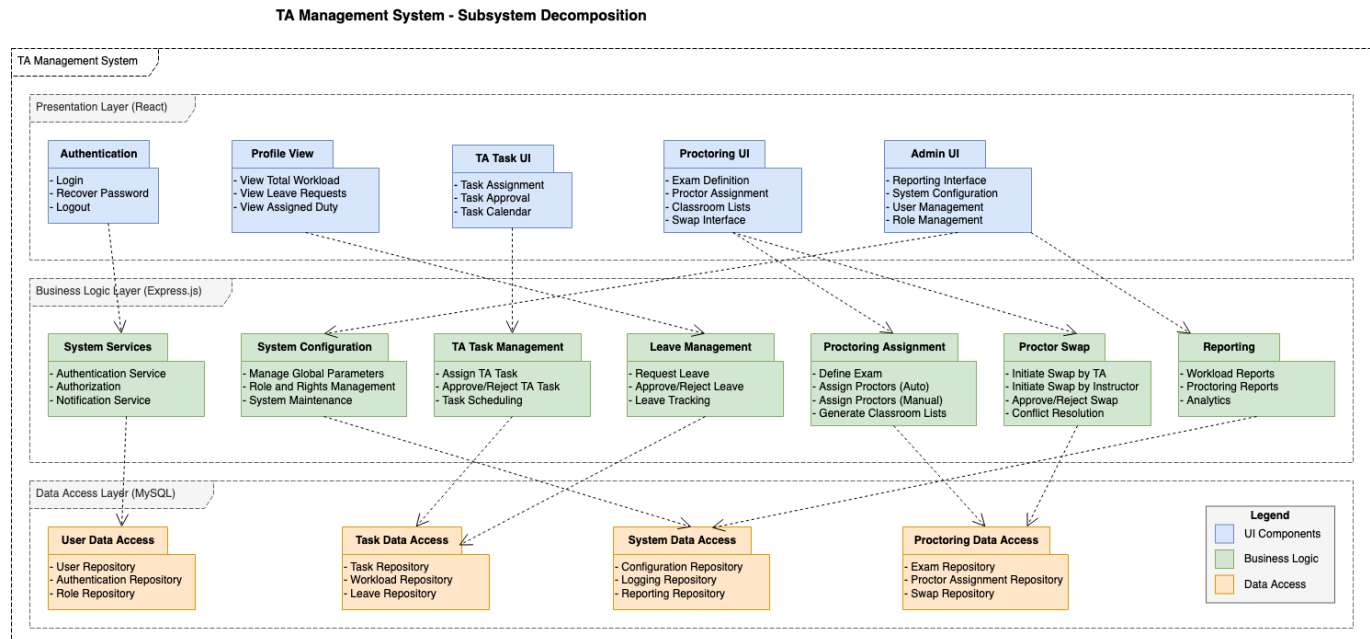 TA Management System - Subsystem Decomposition
TA Management System
Presentation Layer (React)
Authentication
- Login
- Recover Password
- Logout
Profile View
- View Total Workload
- View Leave Requests
- View Assigned Duty
TA Task UI
- Task Assignment
- Task Approval
- Task Calendar
Proctoring UI
- Exam Definition
- Proctor Assignment
- Classroom Lists
- Swap Interface
Admin UI
- Reporting Interface
- System Configuration
- User Management
- Role Management
Business Logic Layer (Express.js)
System Services
- Authentication Service
- Authorization
- Notification Service
System Configuration
- Manage Global Parameters
- Role and Rights Management
- System Maintenance
TA Task Management
- Assign TA Task
- Approve/Reject TA Task
- Task Scheduling
Leave Management
- Request Leave
- Approve/Reject Leave
- Leave Tracking
Proctoring Assignment
- Define Exam
- Assign Proctors (Auto)
- Assign Proctors (Manual)
- Generate Classroom Lists
Proctor Swap
- Initiate Swap by TA
- Initiate Swap by Instructor
- Approve/Reject Swap
- Conflict Resolution
Reporting
- Workload Reports
- Proctoring Reports
- Analytics
Data Access Layer (MySQL)
User Data Access
- User Repository
- Authentication Repository
- Role Repository
Task Data Access
- Task Repository
- Workload Repository
- Leave Repository
System Data Access
- Configuration Repository
- Logging Repository
- Reporting Repository
Proctoring Data Access
- Exam Repository
- Proctor Assignment Repository
- Swap Repository
Legend
UI Components
Business Logic
Data Access